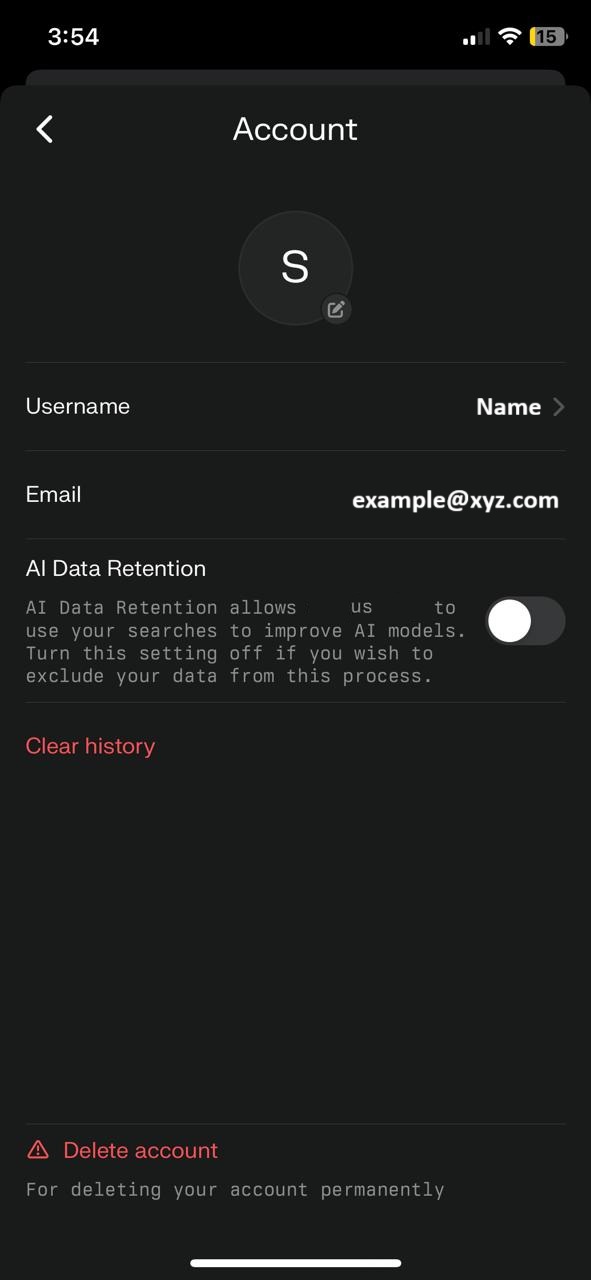 3:54
15
Account
S
Username
Name
Email
example@xyz.com
AI Data Retention
AI Data Retention allows us to
use your searches to improve AI models.
Turn this setting off if you wish to
exclude your data from this process.
Clear history
Delete account
For deleting your account permanently